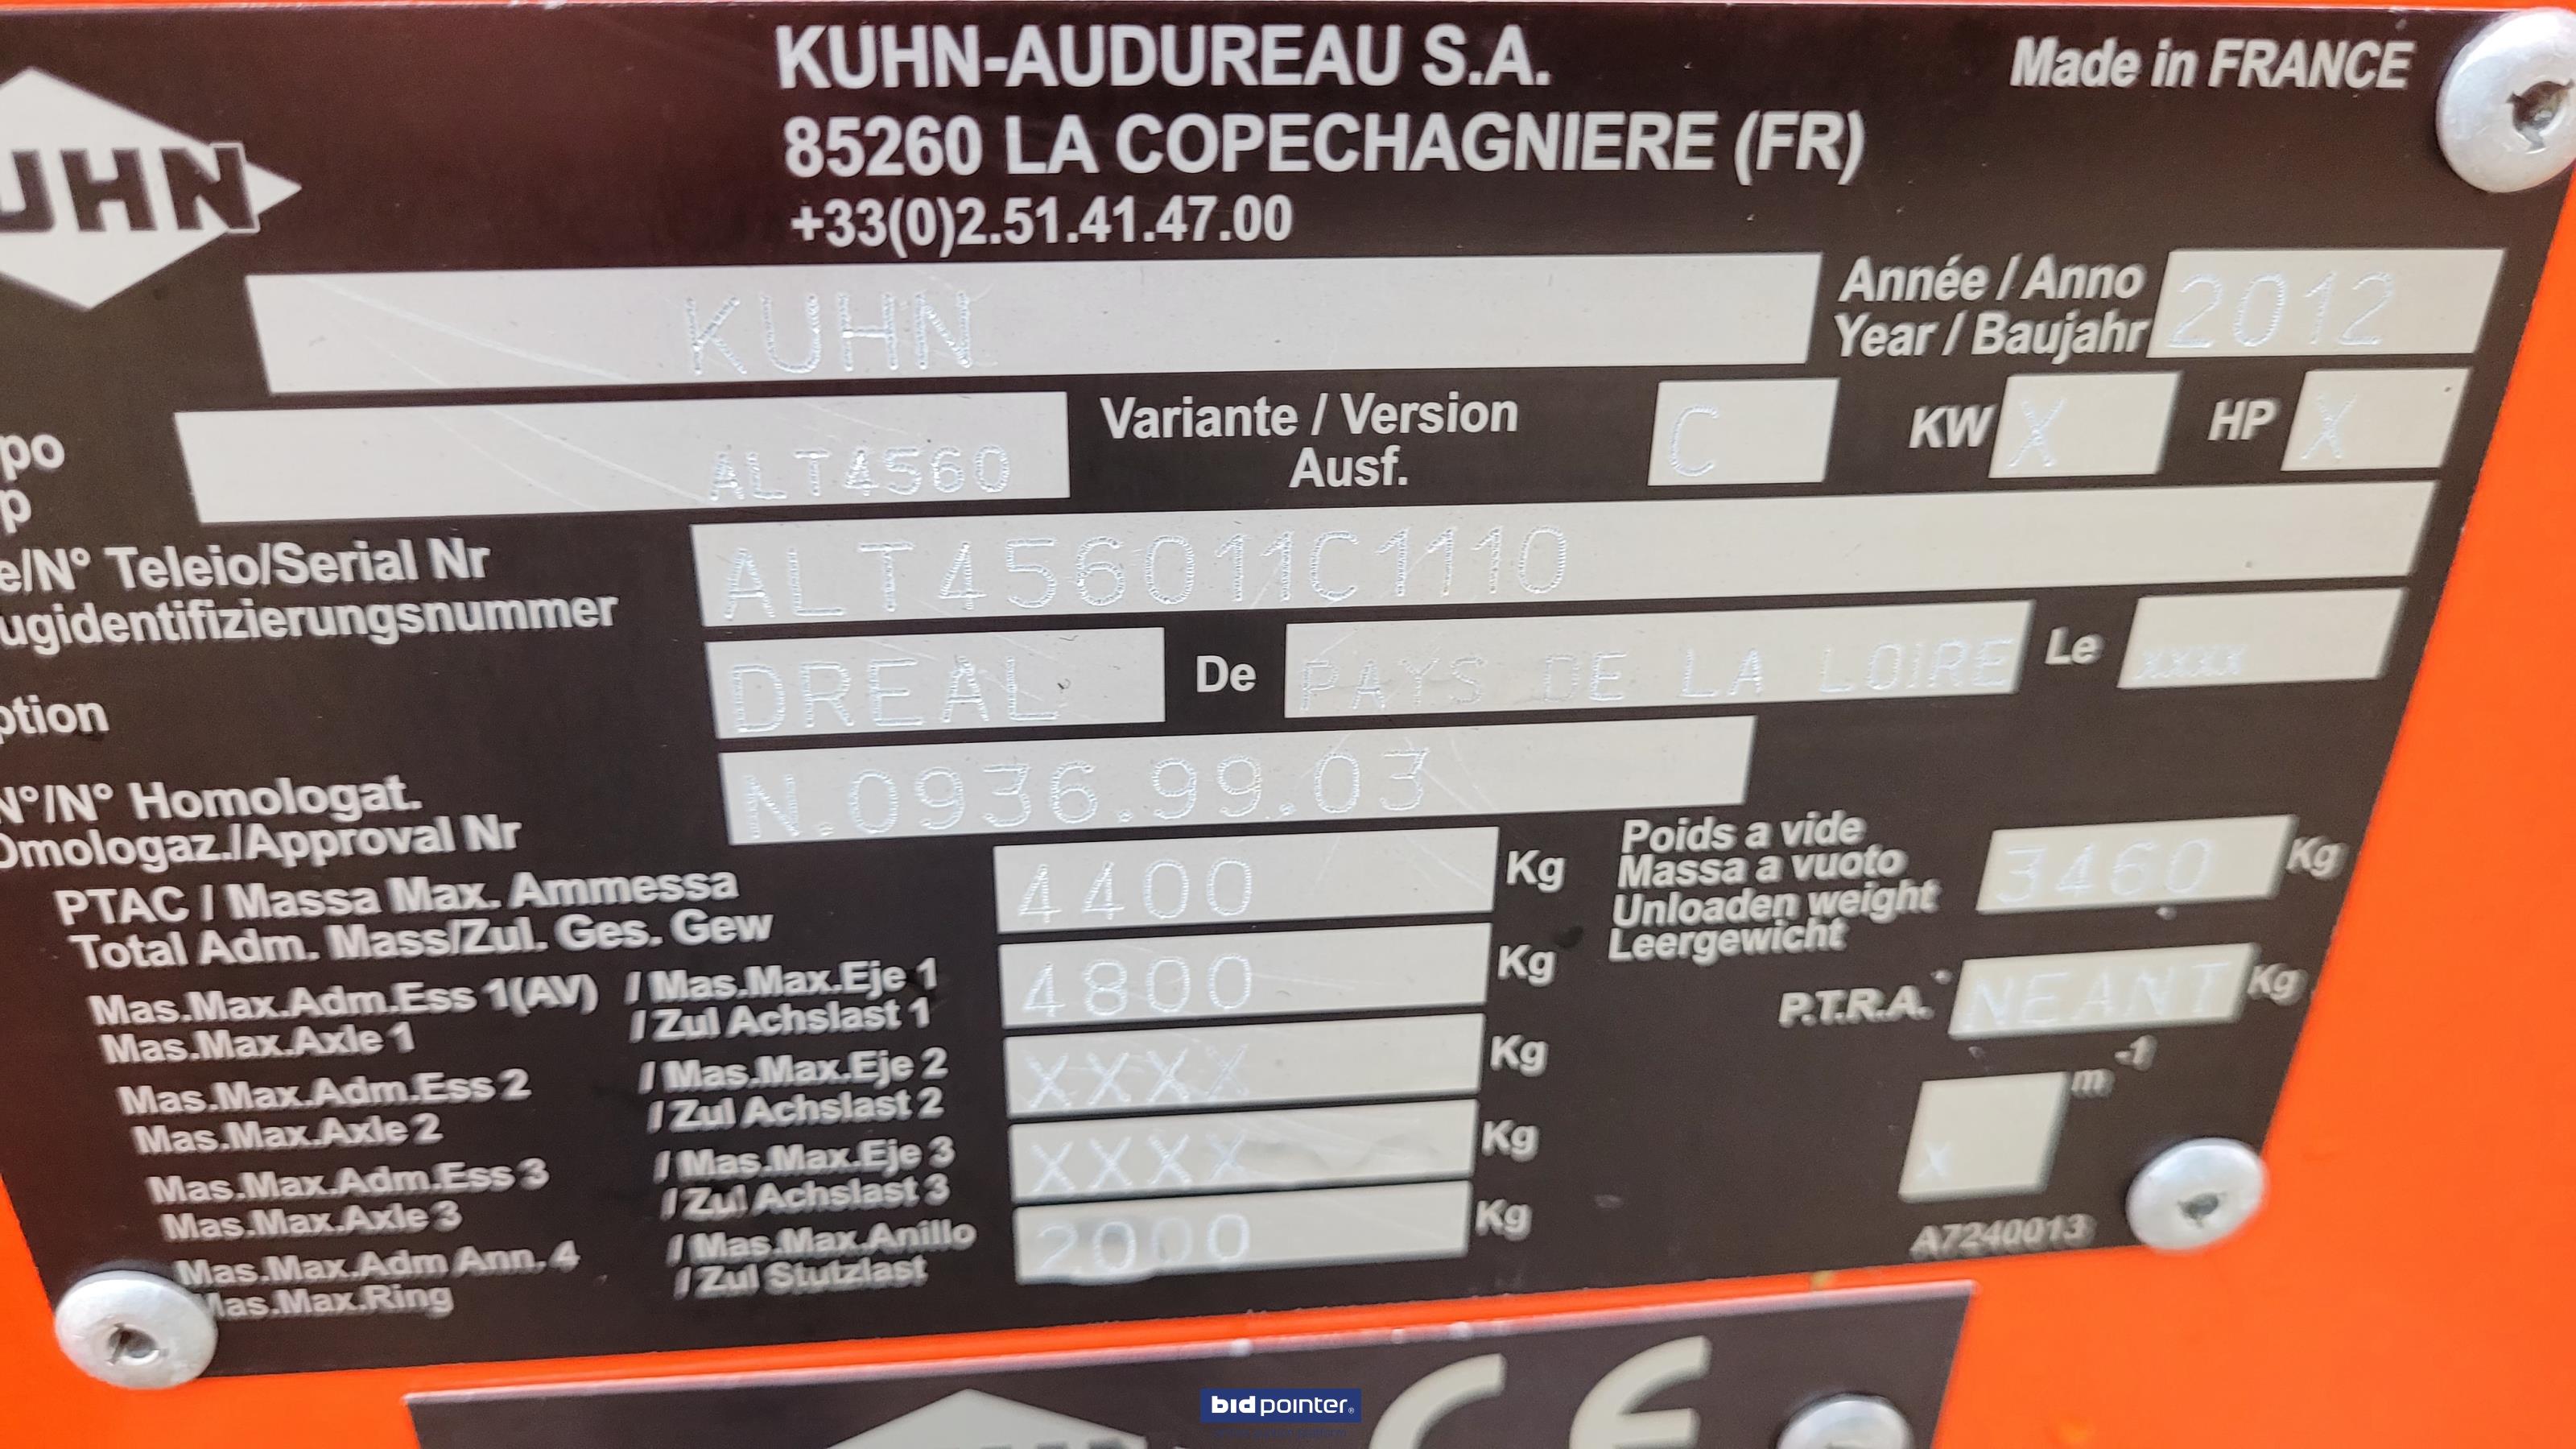 KUHN-AUDUREAU S.A.
Made in FRANCE
85260 LA COPECHAGNIERE (FR)
+33(0)2.51.41.47.00
UHN
KUHN
Année / Anno
Year / Baujahr
2012
po
p
ALT4560
Variante / Version
Ausf.
C
KW
X
HP
X
e/N° Teleio/Serial Nr
ugidentifizierungsnummer
ALT456011C1110
ption
DREAL
De
PAYS DE LA LOIRE
Le
xxxx
N°/N° Homologat.
Omologaz./Approval Nr
N.0936.99.03
PTAC / Massa Max. Ammessa
Total Adm. Mass/Zul. Ges. Gew
4400 Kg
Poids a vide
Massa a vuoto
Unloaden weight
Leergewicht
3460 Kg
Mas.Max.Adm.Ess 1(AV) / Mas.Max.Eje 1
Mas.Max.Axle 1 / Zul Achslast 1
4800 Kg
P.T.R.A. NEANT Kg
Mas.Max.Adm.Ess 2 / Mas.Max.Eje 2
Mas.Max.Axle 2 / Zul Achslast 2
XXXX Kg
x m -1
Mas.Max.Adm.Ess 3 / Mas.Max.Eje 3
Mas.Max.Axle 3 / Zul Achslast 3
XXXX Kg
Mas.Max.Adm Ann. 4 / Mas.Max.Anillo
Mas.Max.Ring / Zul Stutzlast
2000 Kg
A7240013
CE
bidpointer®